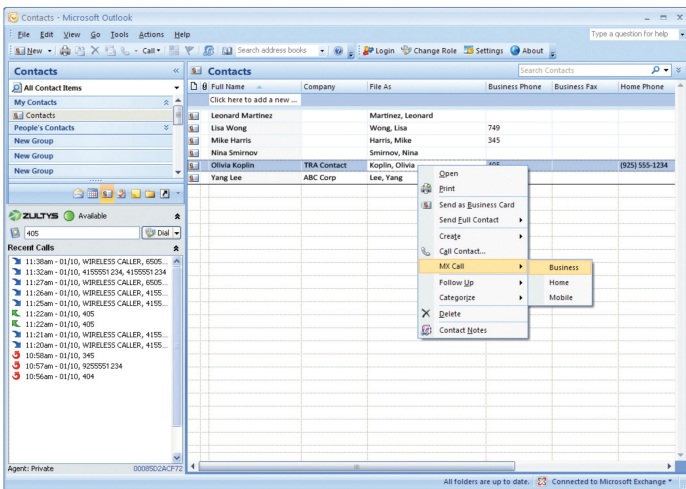 Contacts - Microsoft Outlook
File Edit View Go Tools Actions Help
Type a question for help
New Call Search address books Login Change Role Settings About
Contacts
All Contact Items
My Contacts
Contacts
People's Contacts
New Group
New Group
New Group
ZULTYS Available
405 Dial
Recent Calls
11:38am - 01/10, WIRELESS CALLER, 6505...
11:32am - 01/10, 4155551234, 4155551234
11:27am - 01/10, WIRELESS CALLER, 6505...
11:26am - 01/10, WIRELESS CALLER, 4155...
11:25am - 01/10, WIRELESS CALLER, 4155...
11:22am - 01/10, 405
11:22am - 01/10, 405
11:21am - 01/10, WIRELESS CALLER, 4155...
11:20am - 01/10, WIRELESS CALLER, 4155...
10:58am - 01/10, 345
10:57am - 01/10, 9255551234
10:56am - 01/10, 404
Agent: Private 00085D2ACF72
Contacts Search Contacts
Full Name Company File As Business Phone Business Fax Home Phone
Click here to add a new ...
Leonard Martinez Martinez, Leonard
Lisa Wong Wong, Lisa 749
Mike Harris Harris, Mike 345
Nina Smirnov Smirnov, Nina
Olivia Koplin TRA Contact Koplin, Olivia 405 (925) 555-1234
Yang Lee ABC Corp Lee, Yang
Open
Print
Send as Business Card
Send Full Contact
Create
Call Contact...
MX Call
Follow Up
Categorize
Delete
Contact Notes
Business
Home
Mobile
All folders are up to date. Connected to Microsoft Exchange